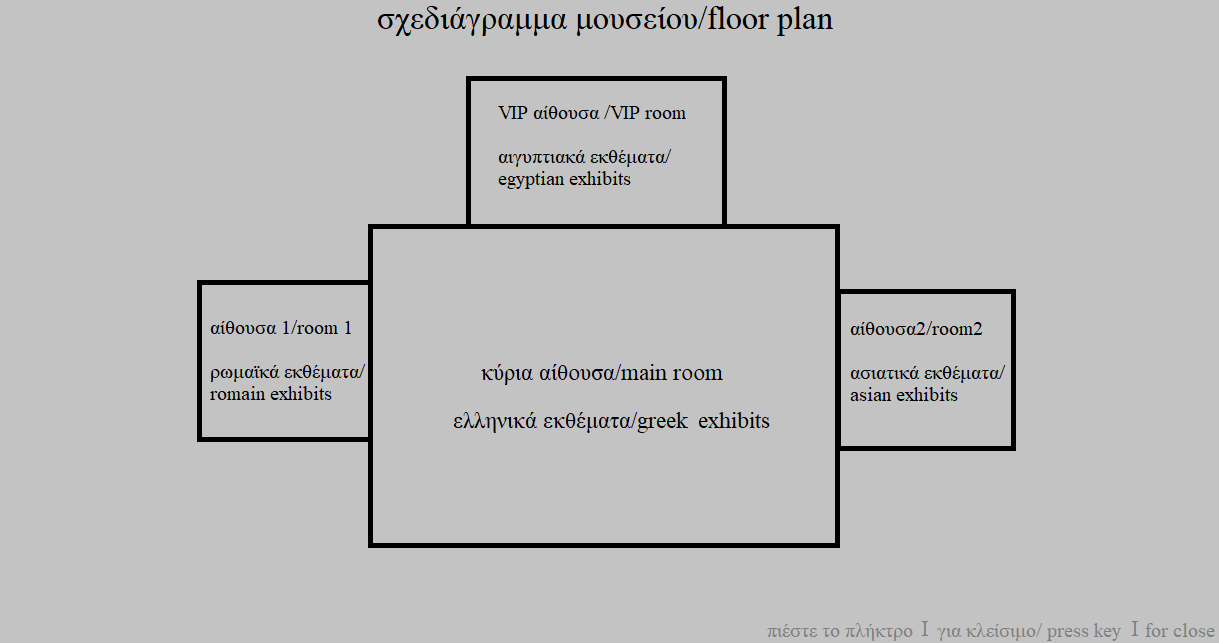 σχεδιάγραμμα μουσείου/floor plan
VIP αίθουσα /VIP room
αιγυπτιακά εκθέματα/
egyptian exhibits
αίθουσα 1/room 1
ρωμαϊκά εκθέματα/
romain exhibits
κύρια αίθουσα/main room
ελληνικά εκθέματα/greek exhibits
αίθουσα2/room2
ασιατικά εκθέματα/
asian exhibits
πιέστε το πλήκτρο I για κλείσιμο/ press key I for close